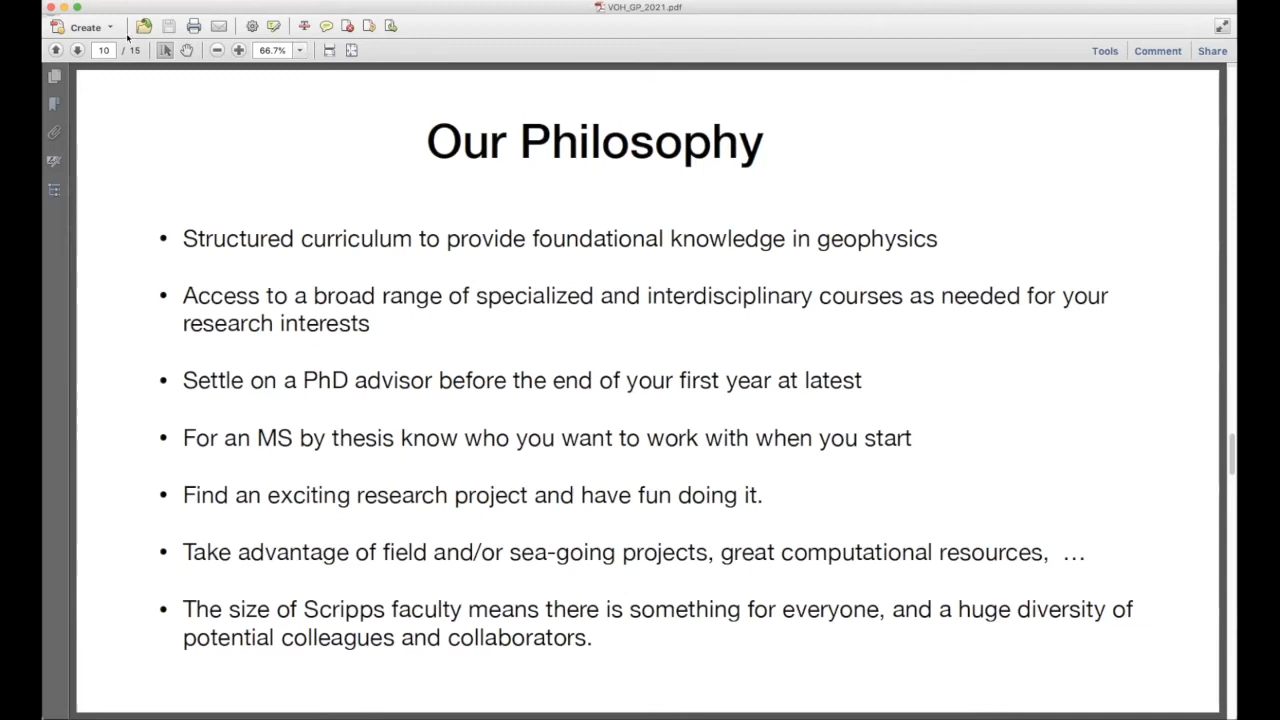 VOH_GP_2021.pdf
Create
10 / 15
66.7%
Tools
Comment
Share
Our Philosophy
• Structured curriculum to provide foundational knowledge in geophysics
• Access to a broad range of specialized and interdisciplinary courses as needed for your
research interests
• Settle on a PhD advisor before the end of your first year at latest
• For an MS by thesis know who you want to work with when you start
• Find an exciting research project and have fun doing it.
• Take advantage of field and/or sea-going projects, great computational resources, …
• The size of Scripps faculty means there is something for everyone, and a huge diversity of
potential colleagues and collaborators.